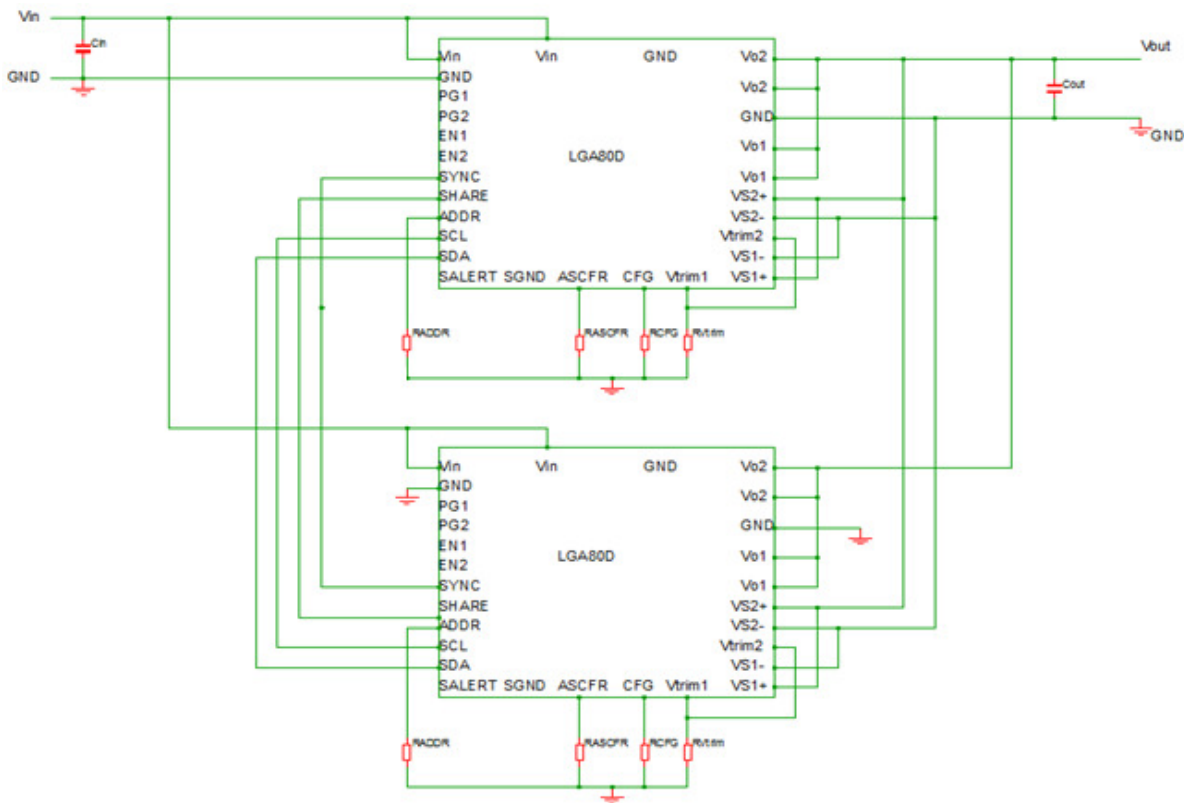 Vin
Cin
GND
Vin Vin GND Vo2
GND
PG1 Vo2
PG2 GND
EN1
EN2 LGA80D Vo1
SYNC Vo1
SHARE VS2+
ADDR VS2-
SCL Vtrim2
SDA VS1-
SALERT SGND ASCFR CFG Vtrim1 VS1+
RADDR RASCFR RCFG Rvtrim
Vout
Cout
GND
Vin Vin GND Vo2
GND
PG1 Vo2
PG2 GND
EN1
EN2 LGA80D Vo1
SYNC Vo1
SHARE VS2+
ADDR VS2-
SCL Vtrim2
SDA VS1-
SALERT SGND ASCFR CFG Vtrim1 VS1+
RADDR RASCFR RCFG Rvtrim